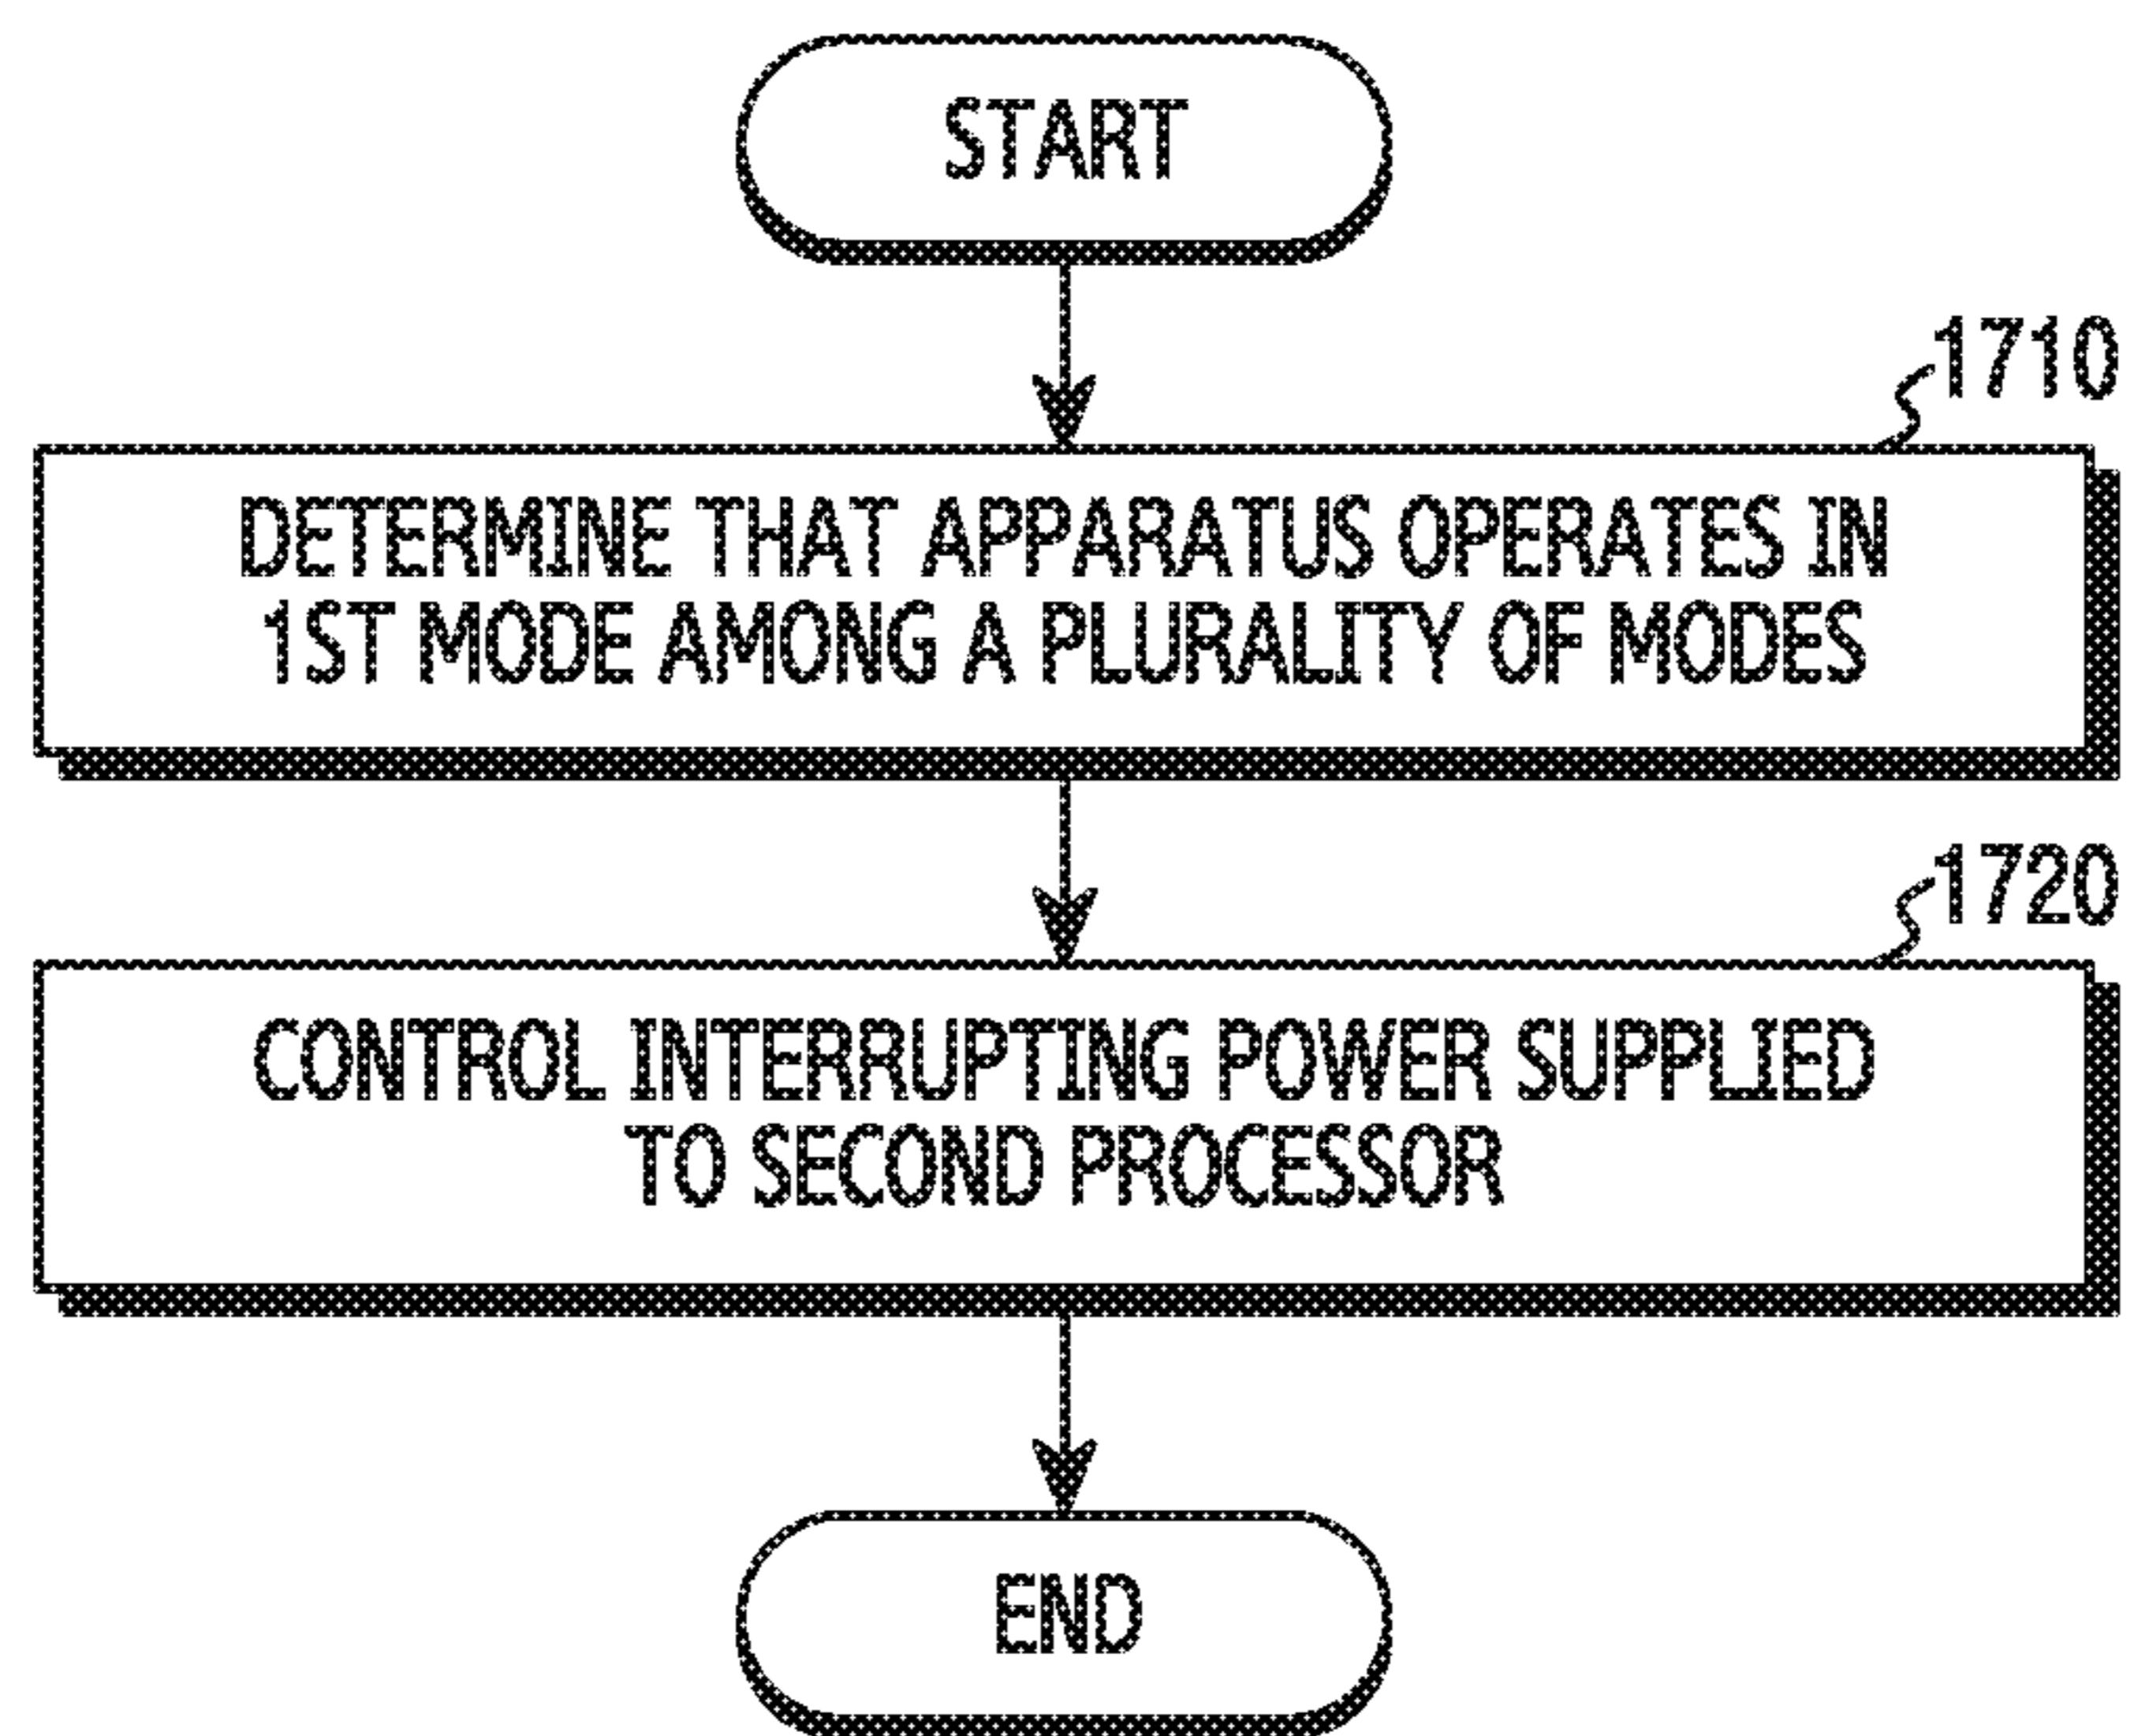 START
1710
DETERMINE THAT APPARATUS OPERATES IN
1ST MODE AMONG A PLURALITY OF MODES
1720
CONTROL INTERRUPTING POWER SUPPLIED
TO SECOND PROCESSOR
END